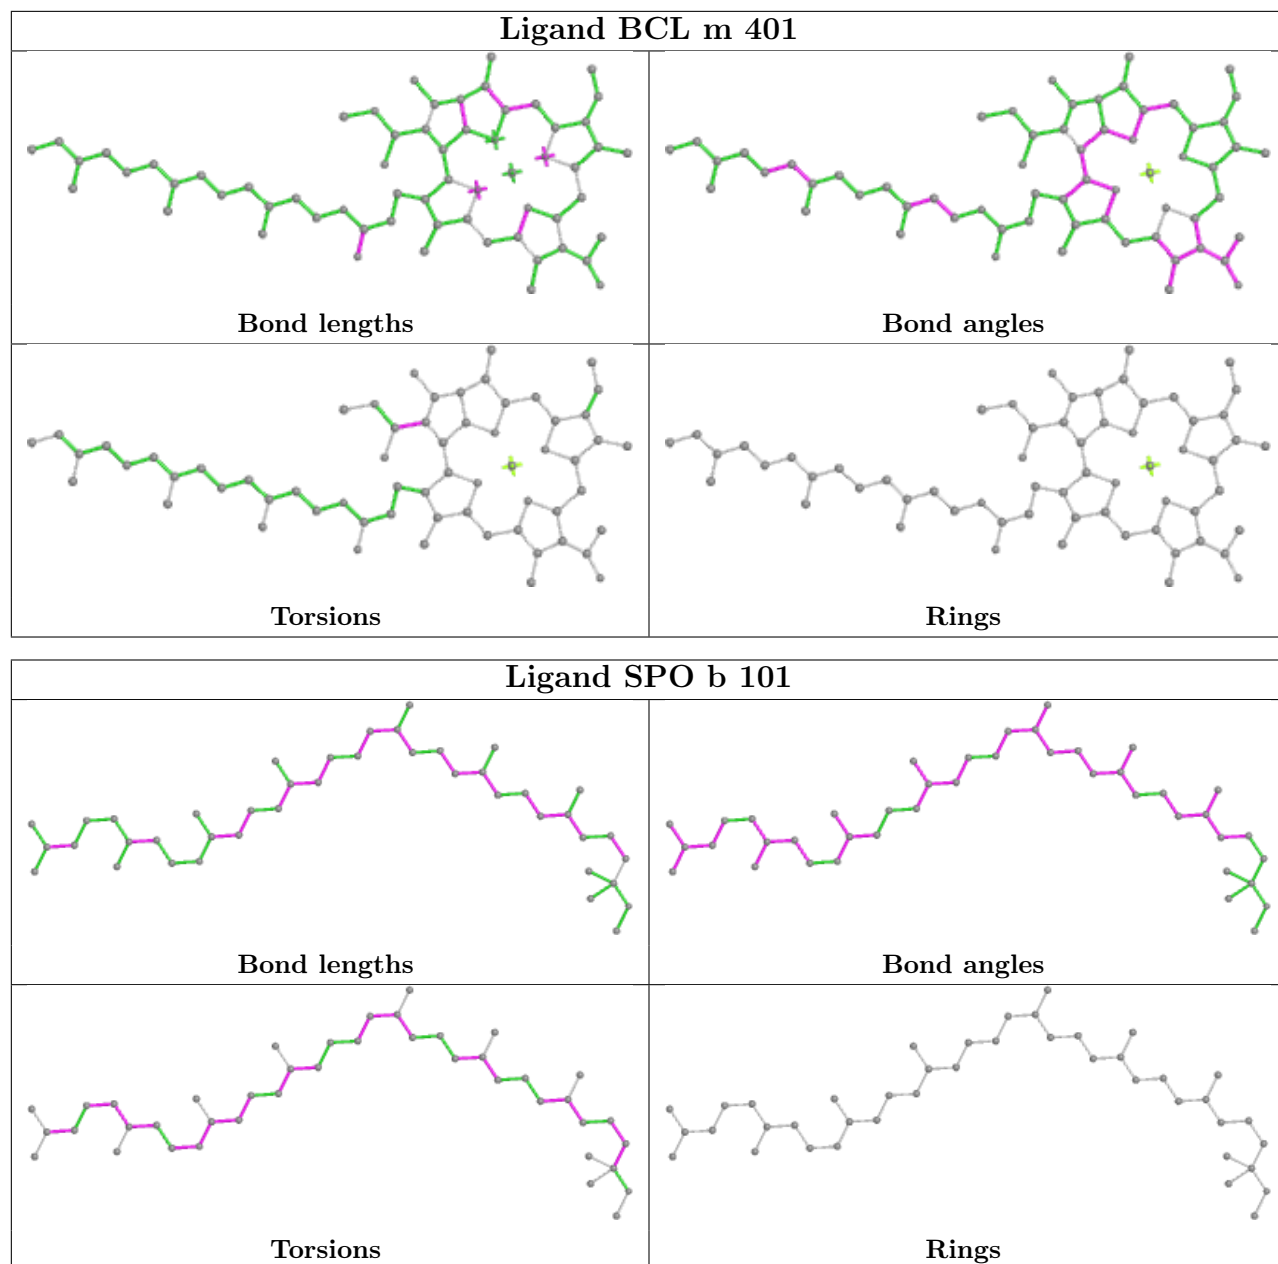 Ligand BCL m 401
Bond lengths
Bond angles
Torsions
Rings
Ligand SPO b 101
Bond lengths
Bond angles
Torsions
Rings